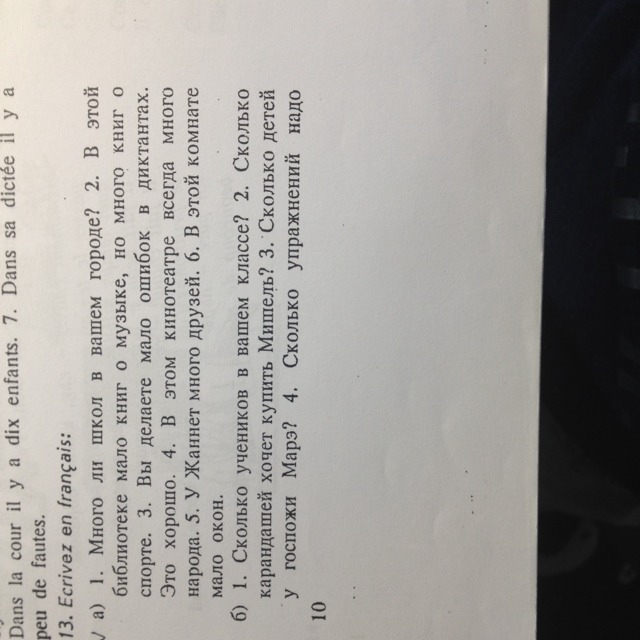 Dans la cour il y a dix enfants. 7. Dans sa dictée il y a
peu de fautes.
13. Ecrivez en français:
а) 1. Много ли школ в вашем городе? 2. В этой
библиотеке мало книг о музыке, но много книг о
спорте. 3. Вы делаете мало ошибок в диктантах.
Это хорошо. 4. В этом кинотеатре всегда много
народа. 5. У Жаннет много друзей. 6. В этой комнате
мало окон.
б) 1. Сколько учеников в вашем классе? 2. Сколько
карандашей хочет купить Мишель? 3. Сколько детей
у госпожи Марэ? 4. Сколько упражнений надо
10